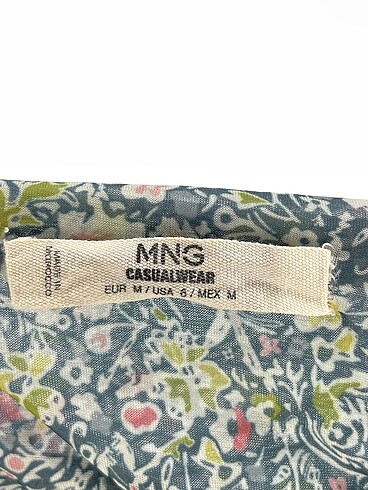 MNG
CASUALWEAR
EUR M / USA 6 / MEX M
MADE IN
MOROCCO